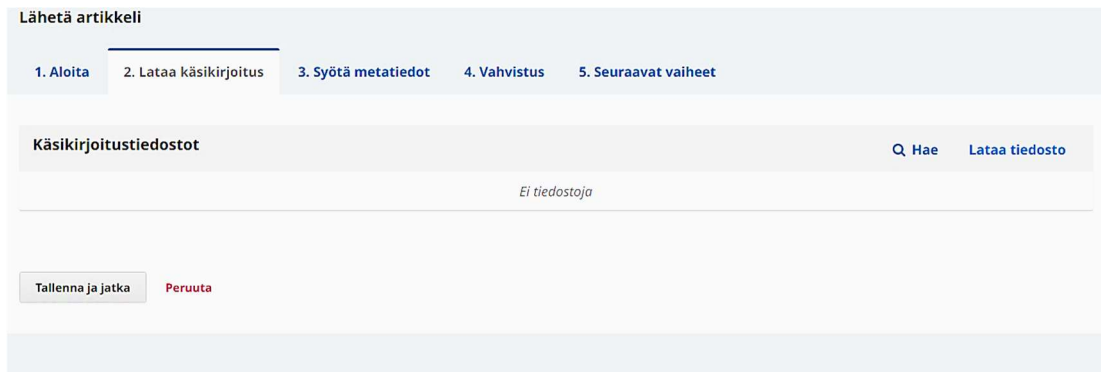 Lähetä artikkeli
1. Aloita 2. Lataa käsikirjoitus 3. Syötä metatiedot 4. Vahvistus 5. Seuraavat vaiheet
Käsikirjoitustiedostot Hae Lataa tiedosto
Ei tiedostoja
Tallenna ja jatka Peruuta